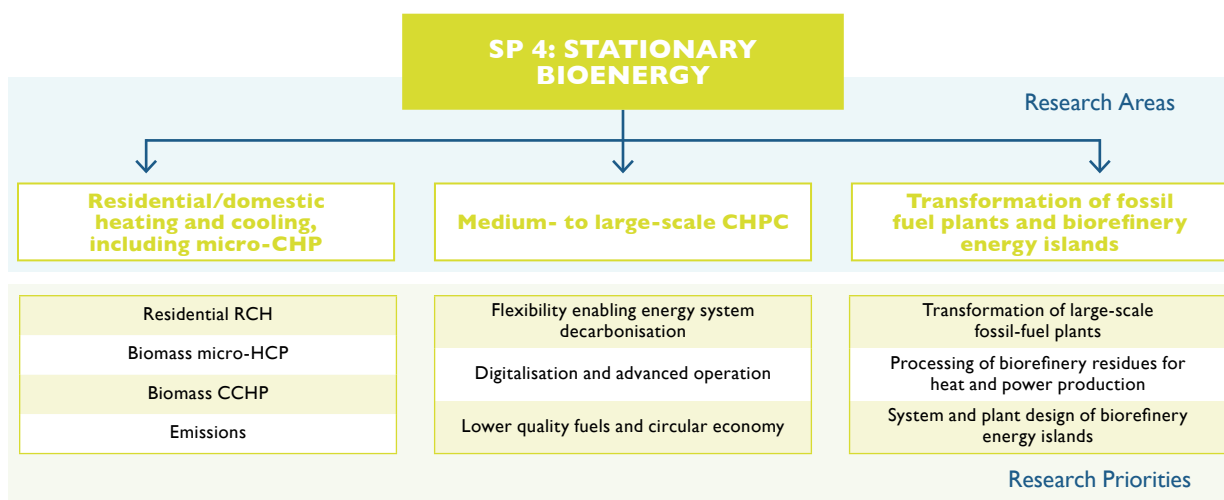 SP 4: STATIONARY
BIOENERGY
Research Areas
Residential/domestic
heating and cooling,
including micro-CHP
Medium- to large-scale CHPC
Transformation of fossil
fuel plants and biorefinery
energy islands
Residential RCH
Biomass micro-HCP
Biomass CCHP
Emissions
Flexibility enabling energy system
decarbonisation
Digitalisation and advanced operation
Lower quality fuels and circular economy
Transformation of large-scale
fossil-fuel plants
Processing of biorefinery residues for
heat and power production
System and plant design of biorefinery
energy islands
Research Priorities